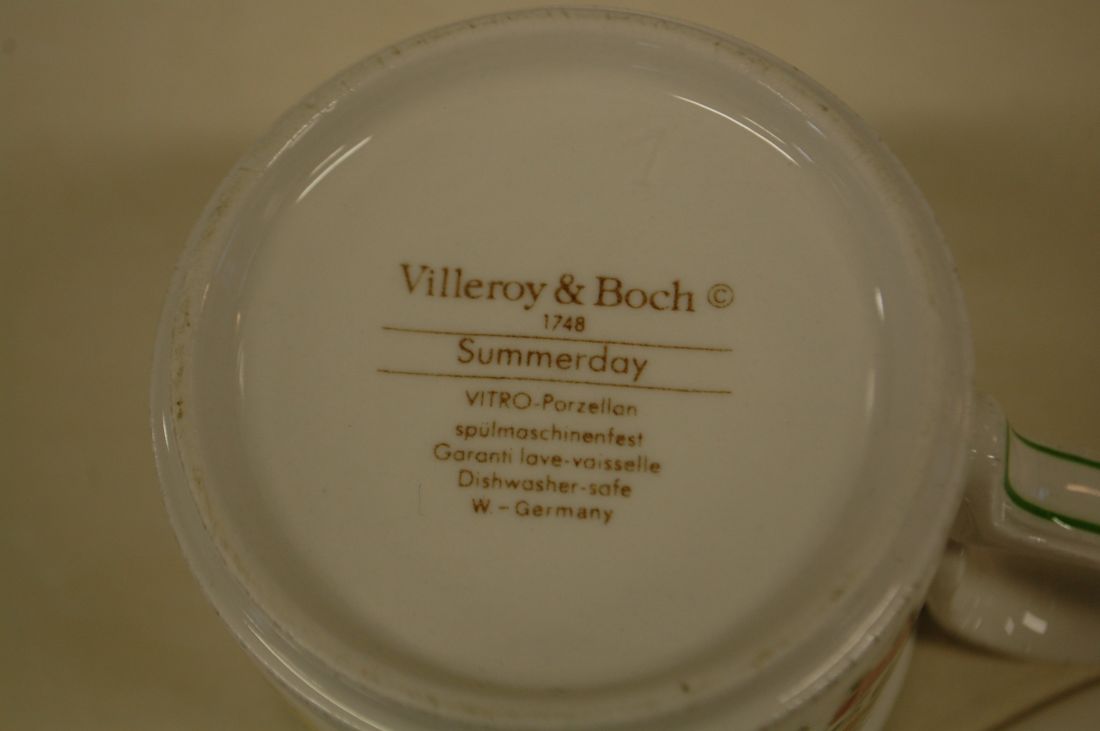 Villeroy & Boch ©
1748
Summerday
VITRO-Porzellan
spülmaschinenfest
Garanti lave-vaisselle
Dishwasher-safe
W.-Germany